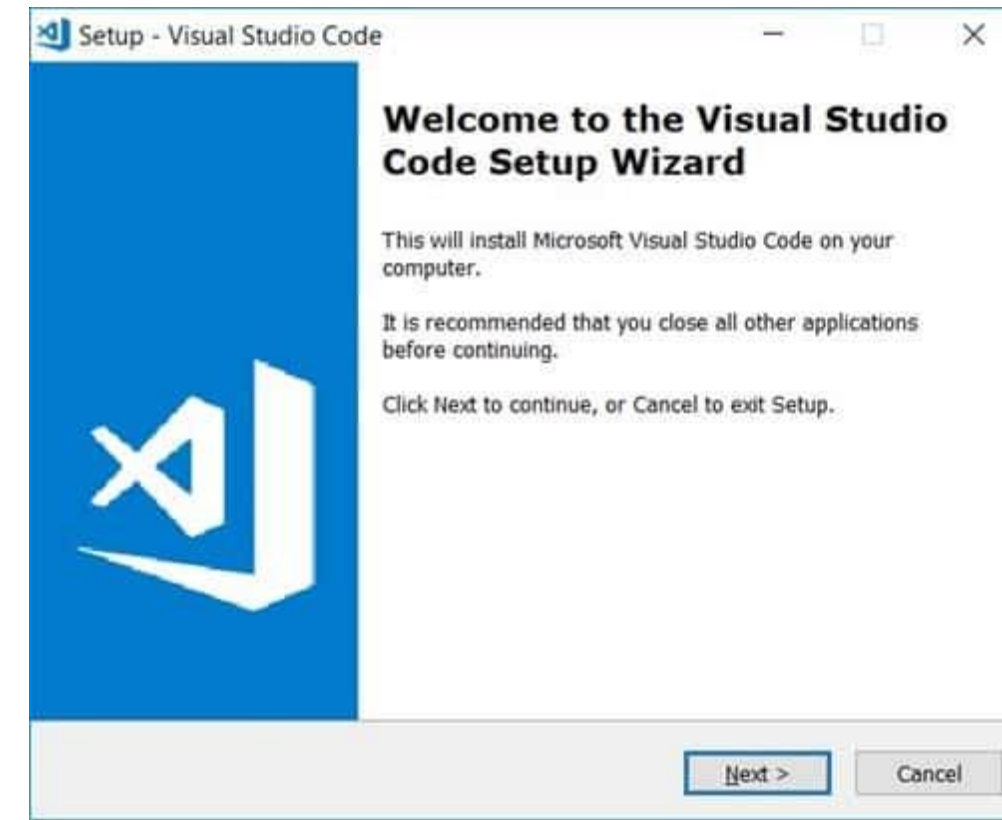 Setup - Visual Studio Code
Welcome to the Visual Studio
Code Setup Wizard
This will install Microsoft Visual Studio Code on your
computer.
It is recommended that you close all other applications
before continuing.
Click Next to continue, or Cancel to exit Setup.
Next >
Cancel